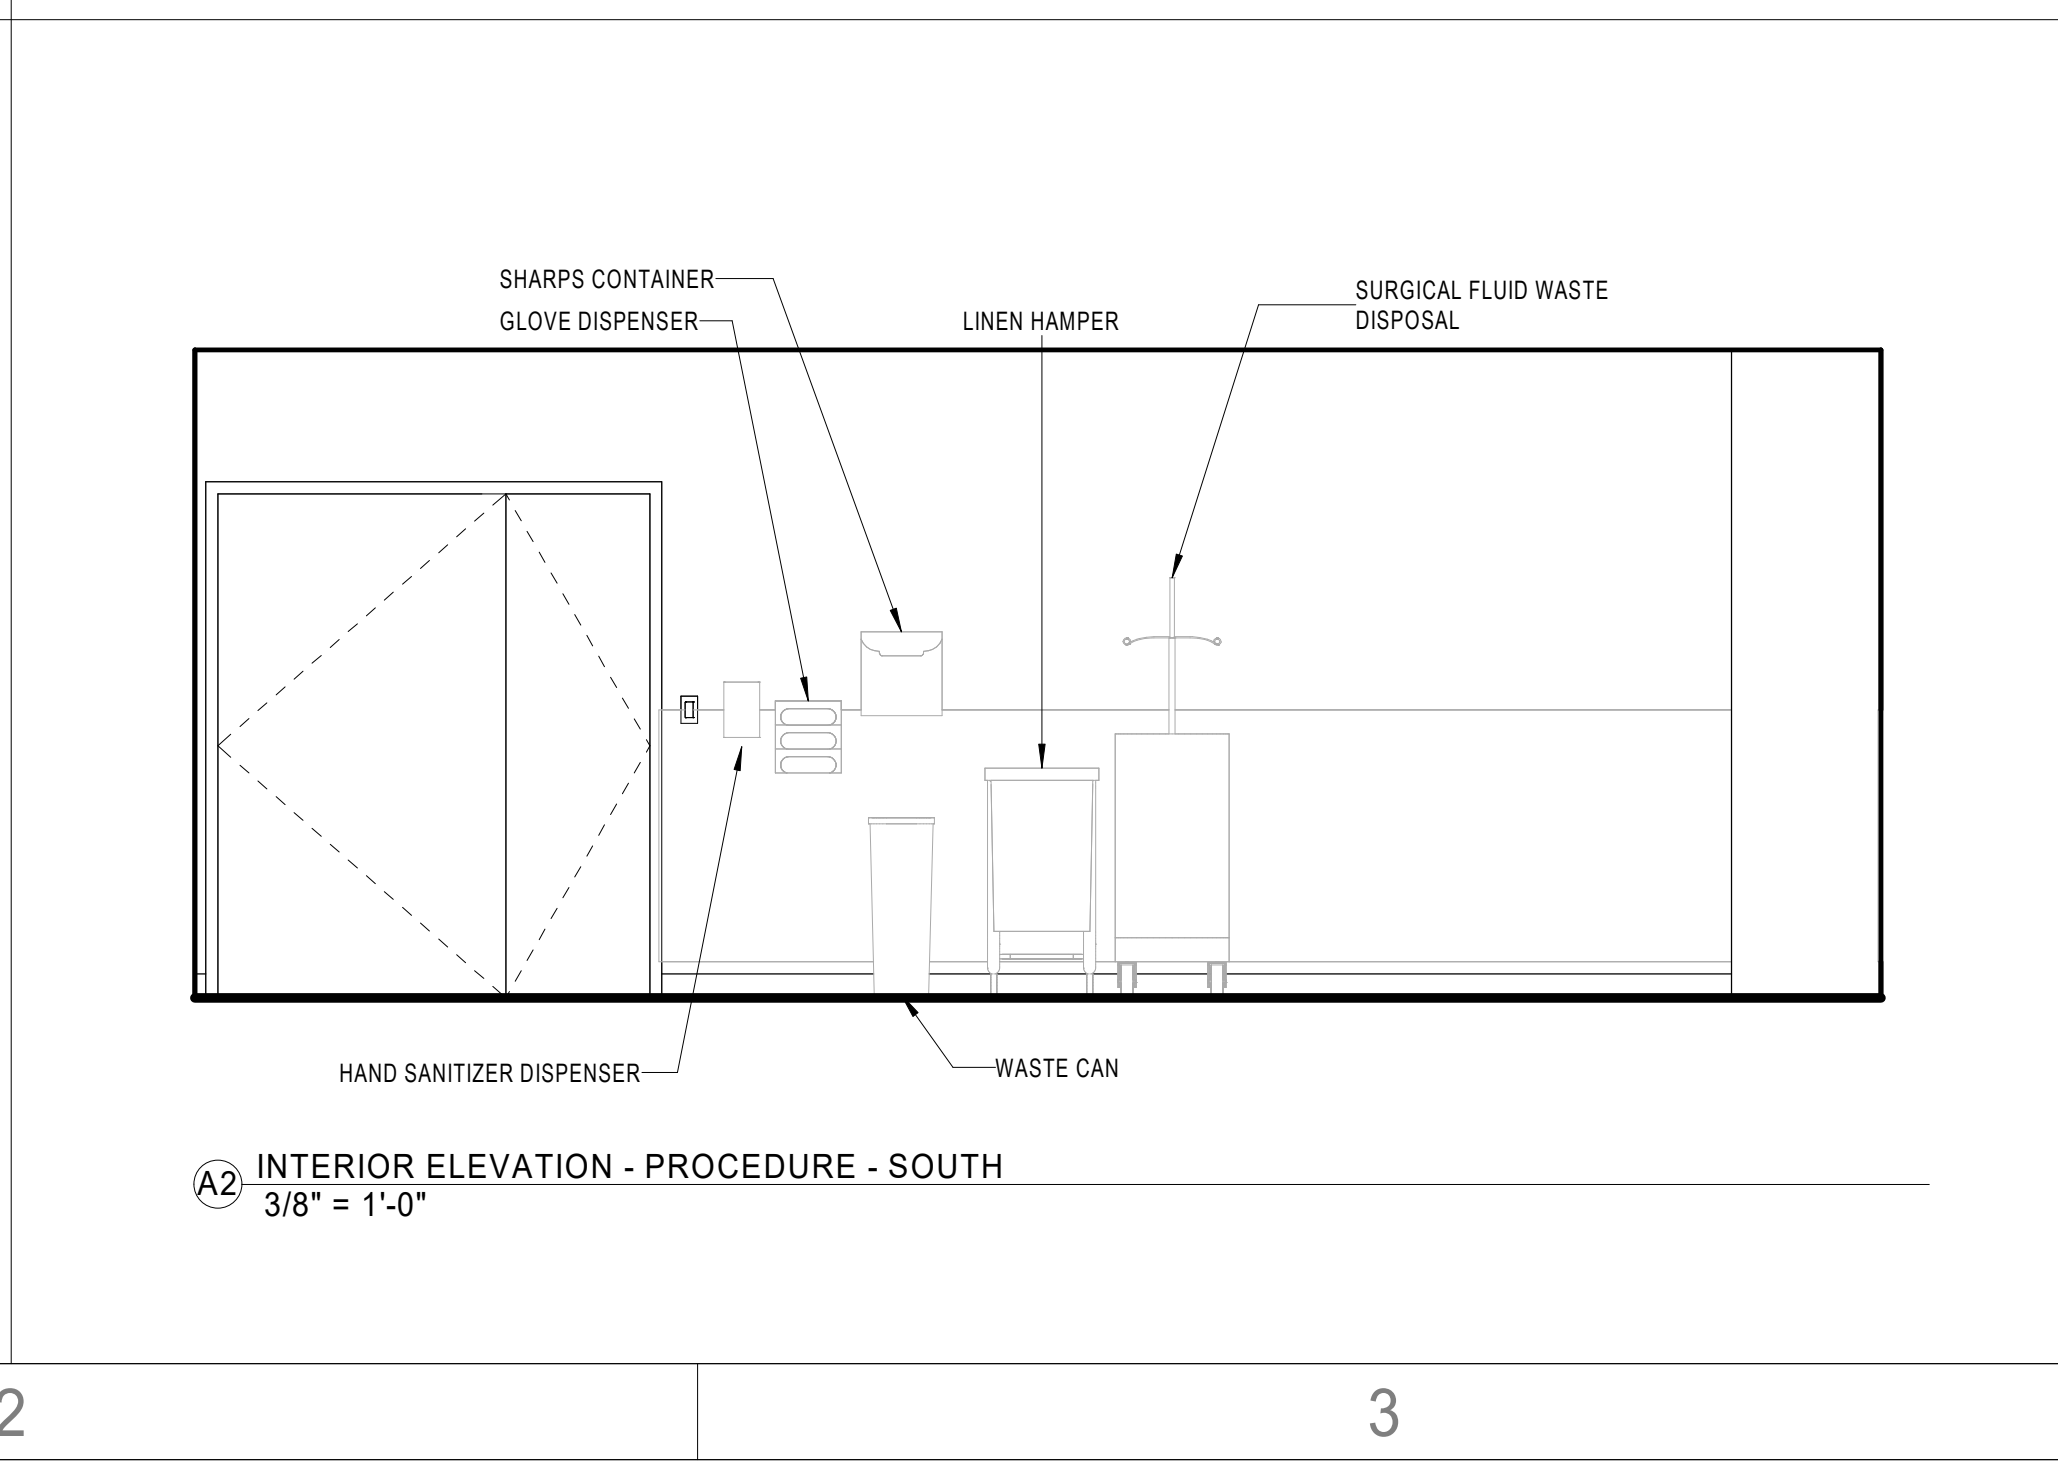 SHARPS CONTAINER
GLOVE DISPENSER
LINEN HAMPER
SURGICAL FLUID WASTE
DISPOSAL
HAND SANITIZER DISPENSER
WASTE CAN
A2
INTERIOR ELEVATION - PROCEDURE - SOUTH
3/8" = 1'-0"
2
3